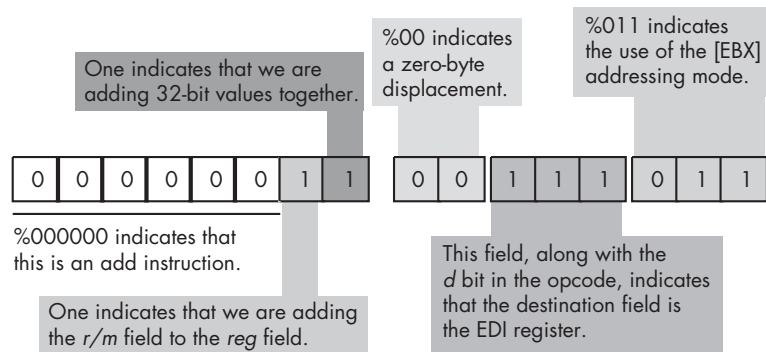 %00 indicates
a zero-byte
displacement.
%011 indicates
the use of the [EBX]
addressing mode.
One indicates that we are
adding 32-bit values together.
0 0 0 0 0 0 1 1 0 0 1 1 1 0 1 1
%000000 indicates that
this is an add instruction.
One indicates that we are adding
the r/m field to the reg field.
This field, along with the
d bit in the opcode, indicates
that the destination field is
the EDI register.